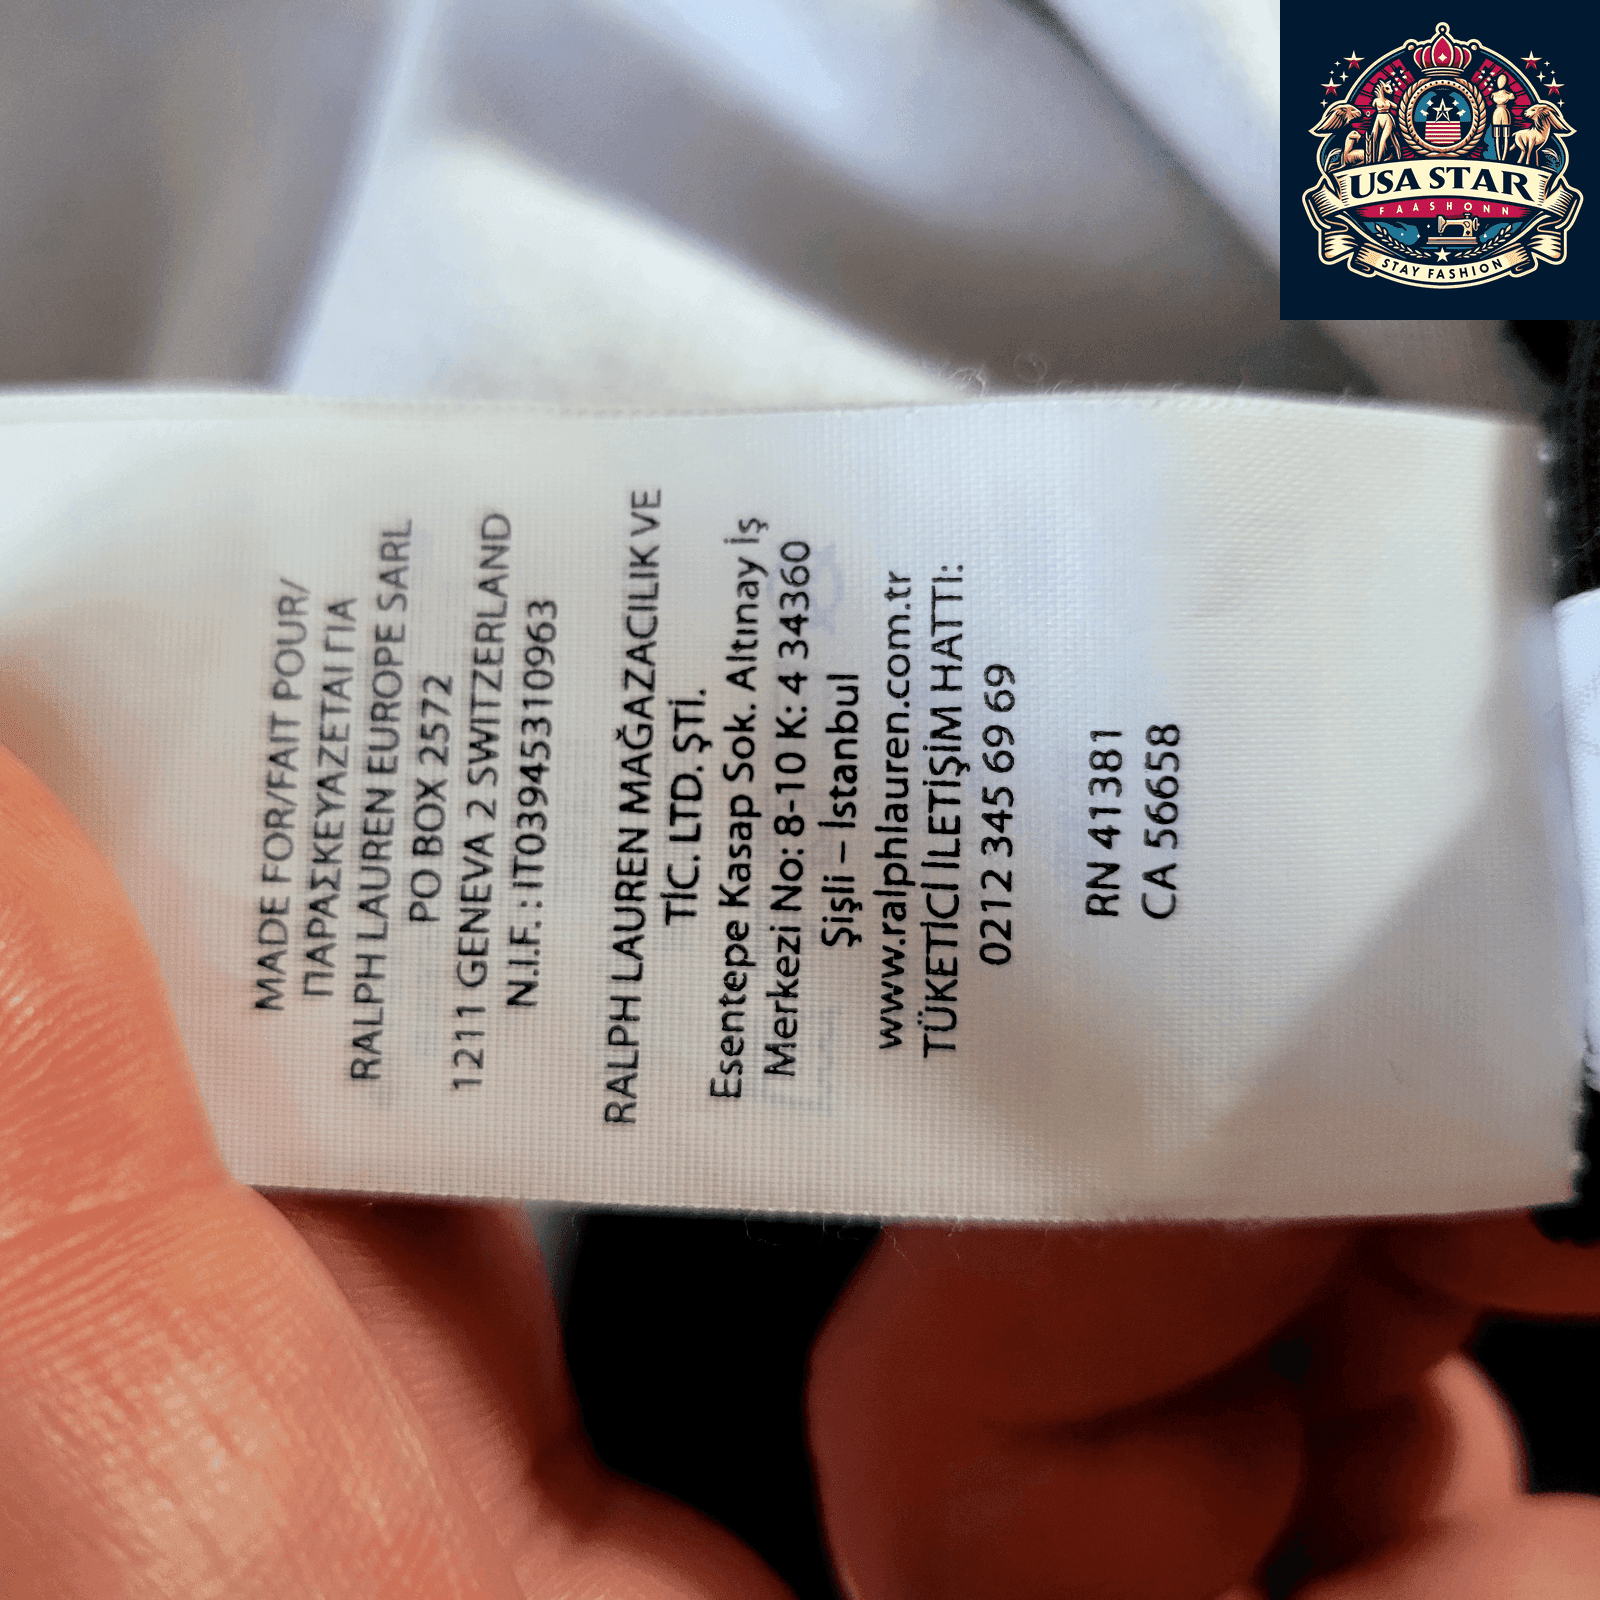 MADE FOR/FAIT POUR/
ΠΑΡΑΣΚΕΥΑΖΕΤΑΙ ΓΙΑ
RALPH LAUREN EUROPE SARL
PO BOX 2572
1211 GENEVA 2 SWITZERLAND
N.I.F. : IT03945310963
RALPH LAUREN MAĞAZACILIK VE
TİC. LTD. ŞTİ.
Esentepe Kasap Sok. Altınay İş
Merkezi No: 8-10 K: 4 34360
Şişli – İstanbul
www.ralphlauren.com.tr
TÜKETİCİ İLETİŞİM HATTI:
0212 345 69 69
RN 41381
CA 56658
USA STAR
FAASHONN
STAY FASHION